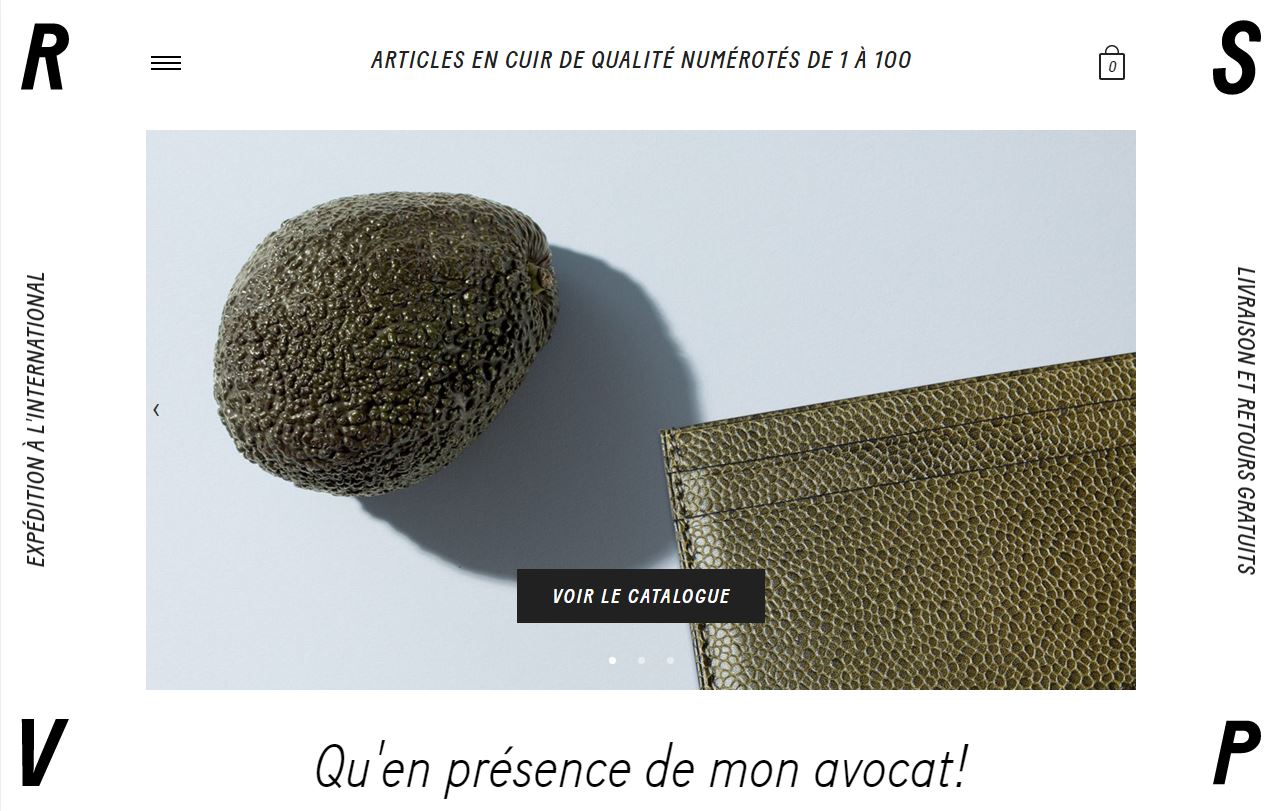 R
S
ARTICLES EN CUIR DE QUALITÉ NUMÉROTÉS DE 1 À 100
0
EXPÉDITION À L'INTERNATIONAL
LIVRAISON ET RETOURS GRATUITS
VOIR LE CATALOGUE
V
P
Qu'en présence de mon avocat!